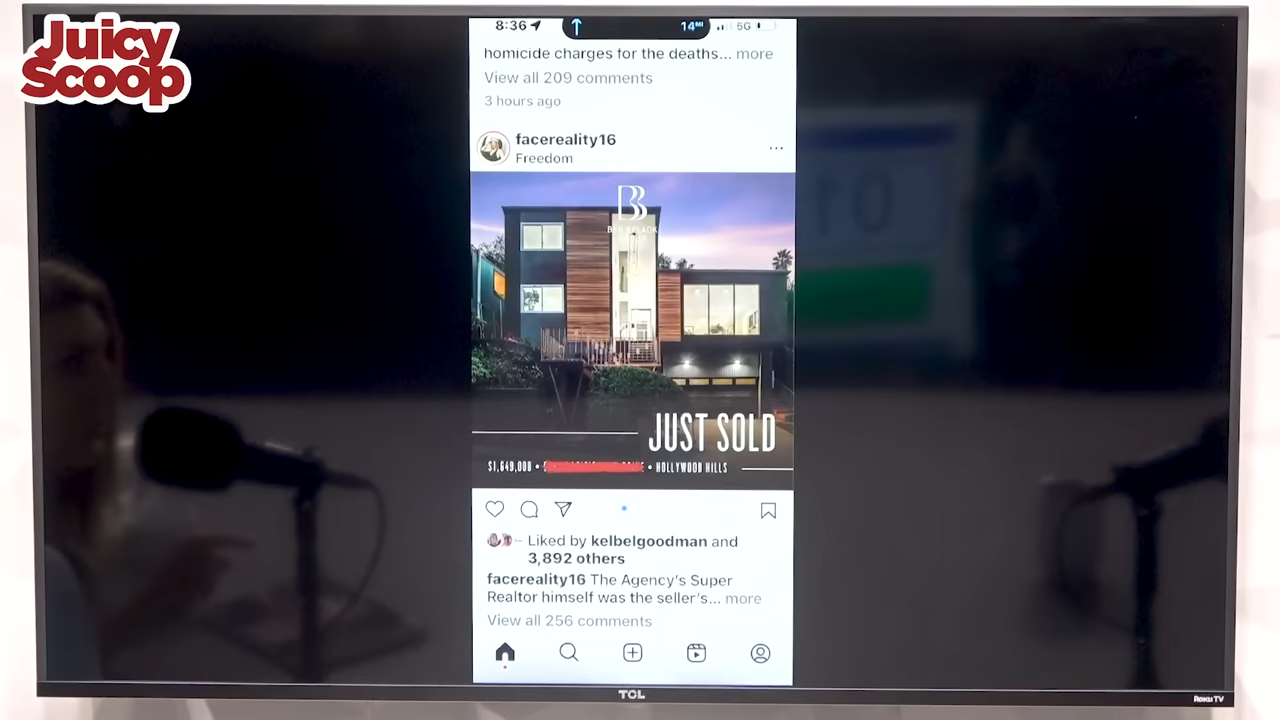 Juicy
Scoop
8:36
14MI
5G
homicide charges for the deaths... more
View all 209 comments
3 hours ago
facereality16
Freedom
...
B
JUST SOLD
$1,649,000 • • HOLLYWOOD HILLS
Liked by kelbelgoodman and
3,892 others
facereality16 The Agency's Super
Realtor himself was the seller's... more
View all 256 comments
TCL
Roku TV